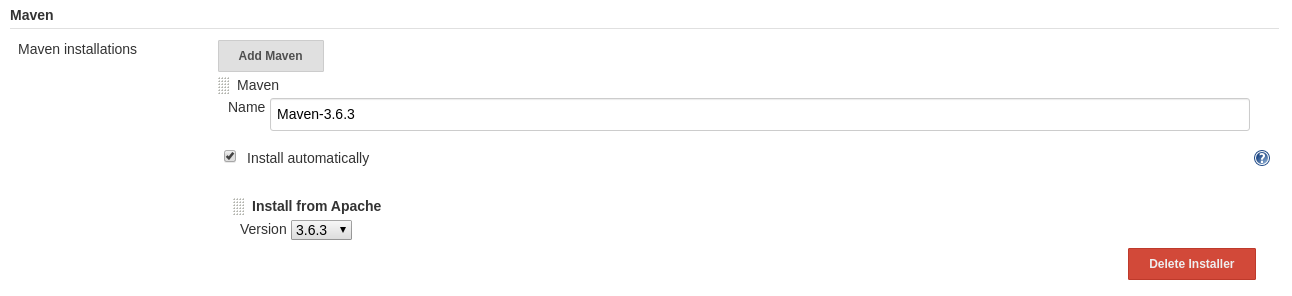 Maven
Maven installations
Add Maven
Maven
Name Maven-3.6.3
Install automatically
?
Install from Apache
Version 3.6.3
Delete Installer